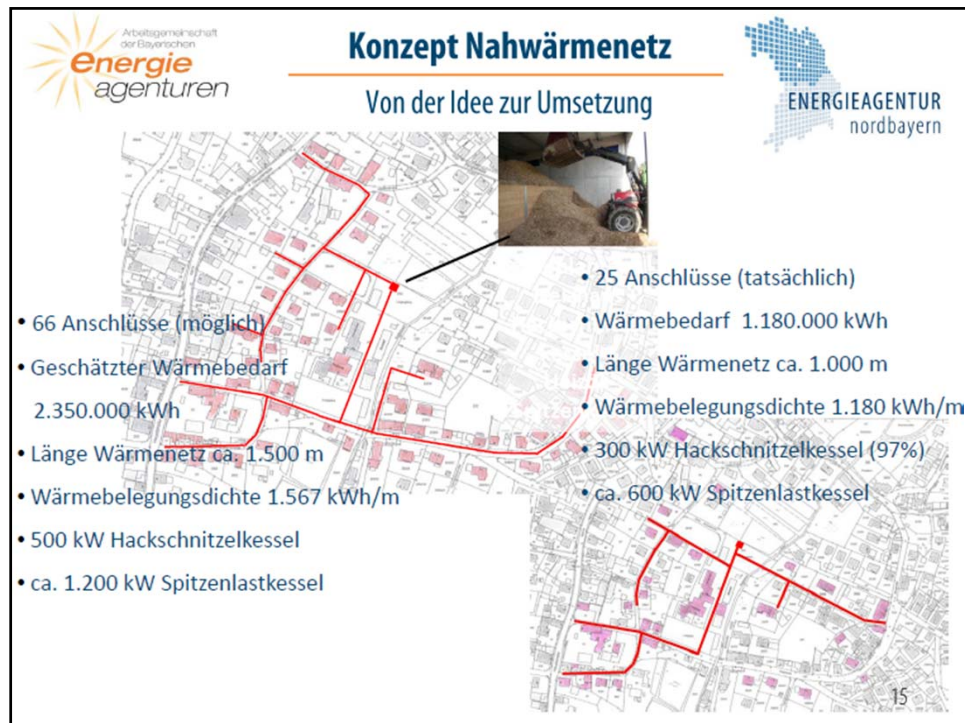 Arbeitsgemeinschaft
der Bayerischen
energie
agenturen
Konzept Nahwärmenetz
Von der Idee zur Umsetzung
ENERGIEAGENTUR
nordbayern
• 66 Anschlüsse (möglich)
• Geschätzter Wärmebedarf
2.350.000 kWh
• Länge Wärmenetz ca. 1.500 m
• Wärmebelegungsdichte 1.567 kWh/m
• 500 kW Hackschnitzelkessel
• ca. 1.200 kW Spitzenlastkessel
• 25 Anschlüsse (tatsächlich)
• Wärmebedarf 1.180.000 kWh
• Länge Wärmenetz ca. 1.000 m
• Wärmebelegungsdichte 1.180 kWh/m
• 300 kW Hackschnitzelkessel (97%)
• ca. 600 kW Spitzenlastkessel
15